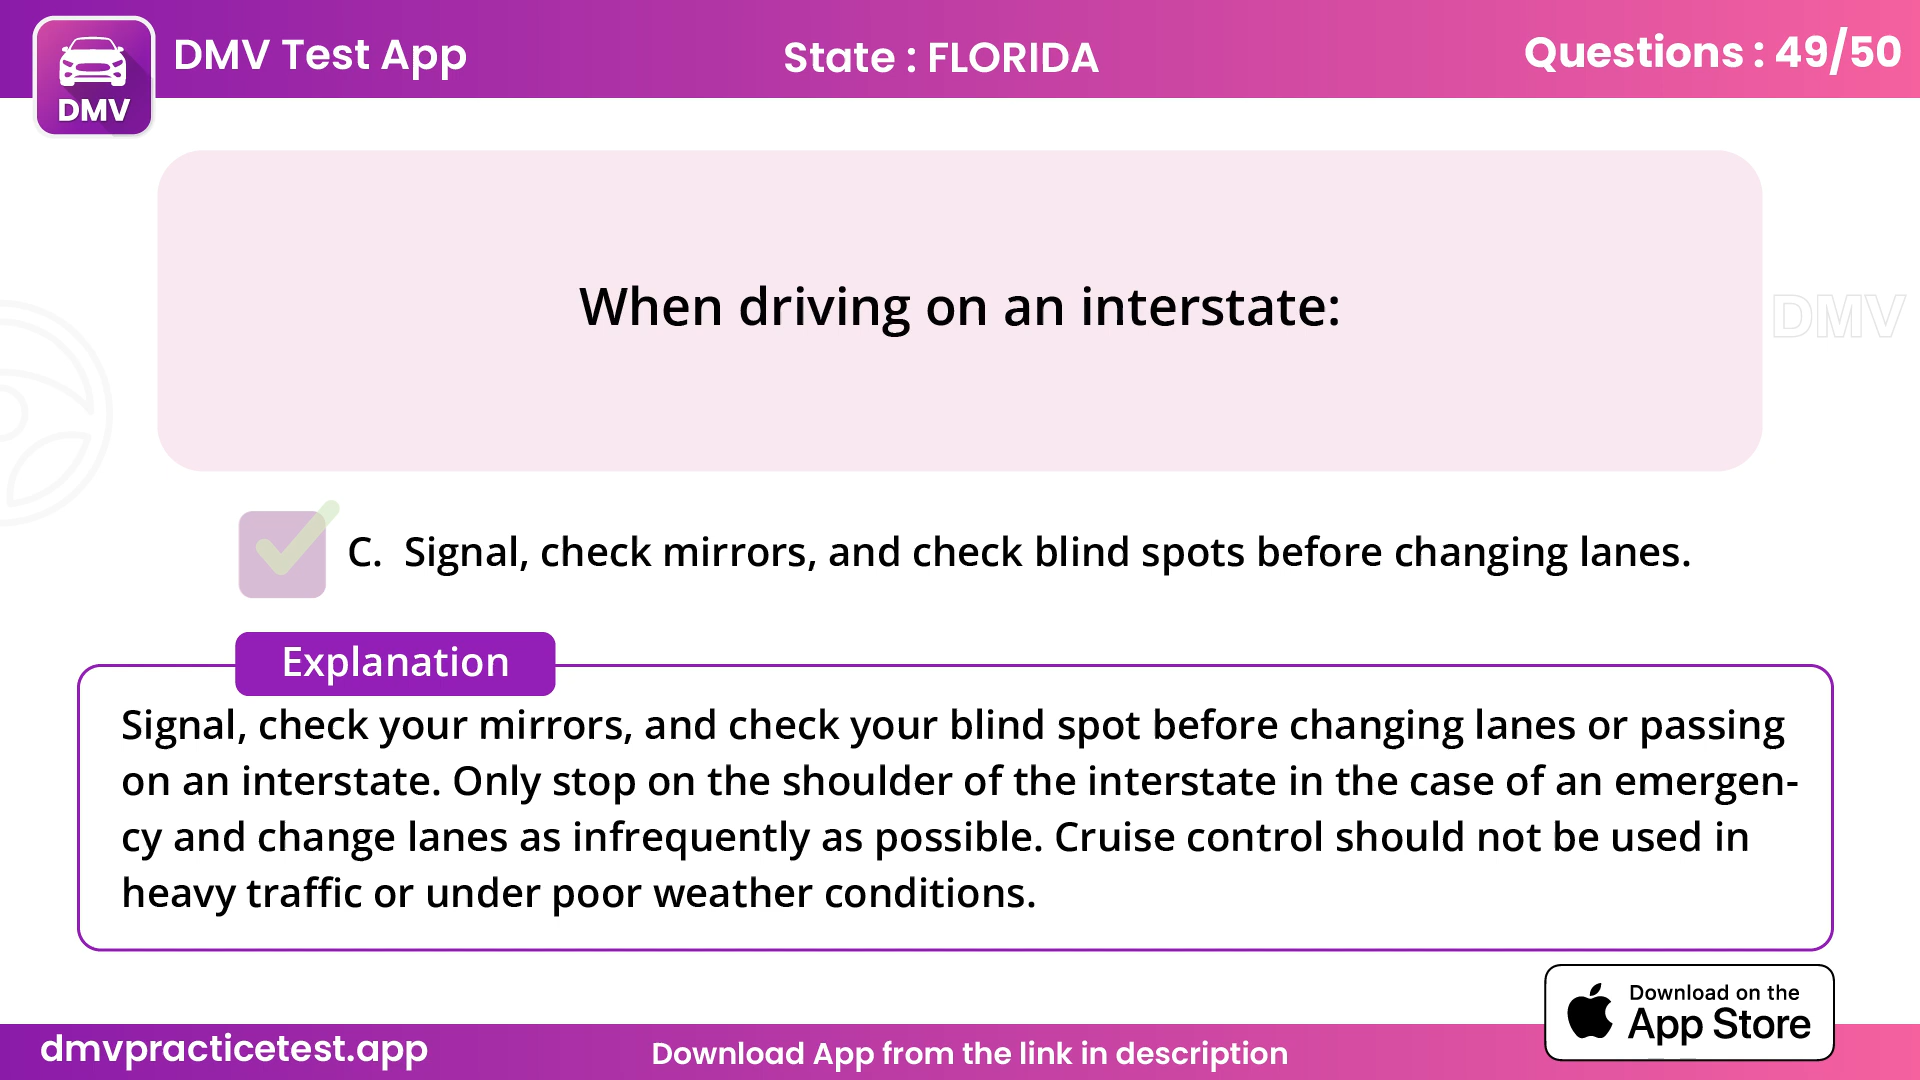 DMV Test App
State : FLORIDA
Questions : 49/50
DMV
When driving on an interstate:
DMV
C. Signal, check mirrors, and check blind spots before changing lanes.
Explanation
Signal, check your mirrors, and check your blind spot before changing lanes or passing
on an interstate. Only stop on the shoulder of the interstate in the case of an emergen-
cy and change lanes as infrequently as possible. Cruise control should not be used in
heavy traffic or under poor weather conditions.
Download on the
App Store
dmvpracticetest.app
Download App from the link in description